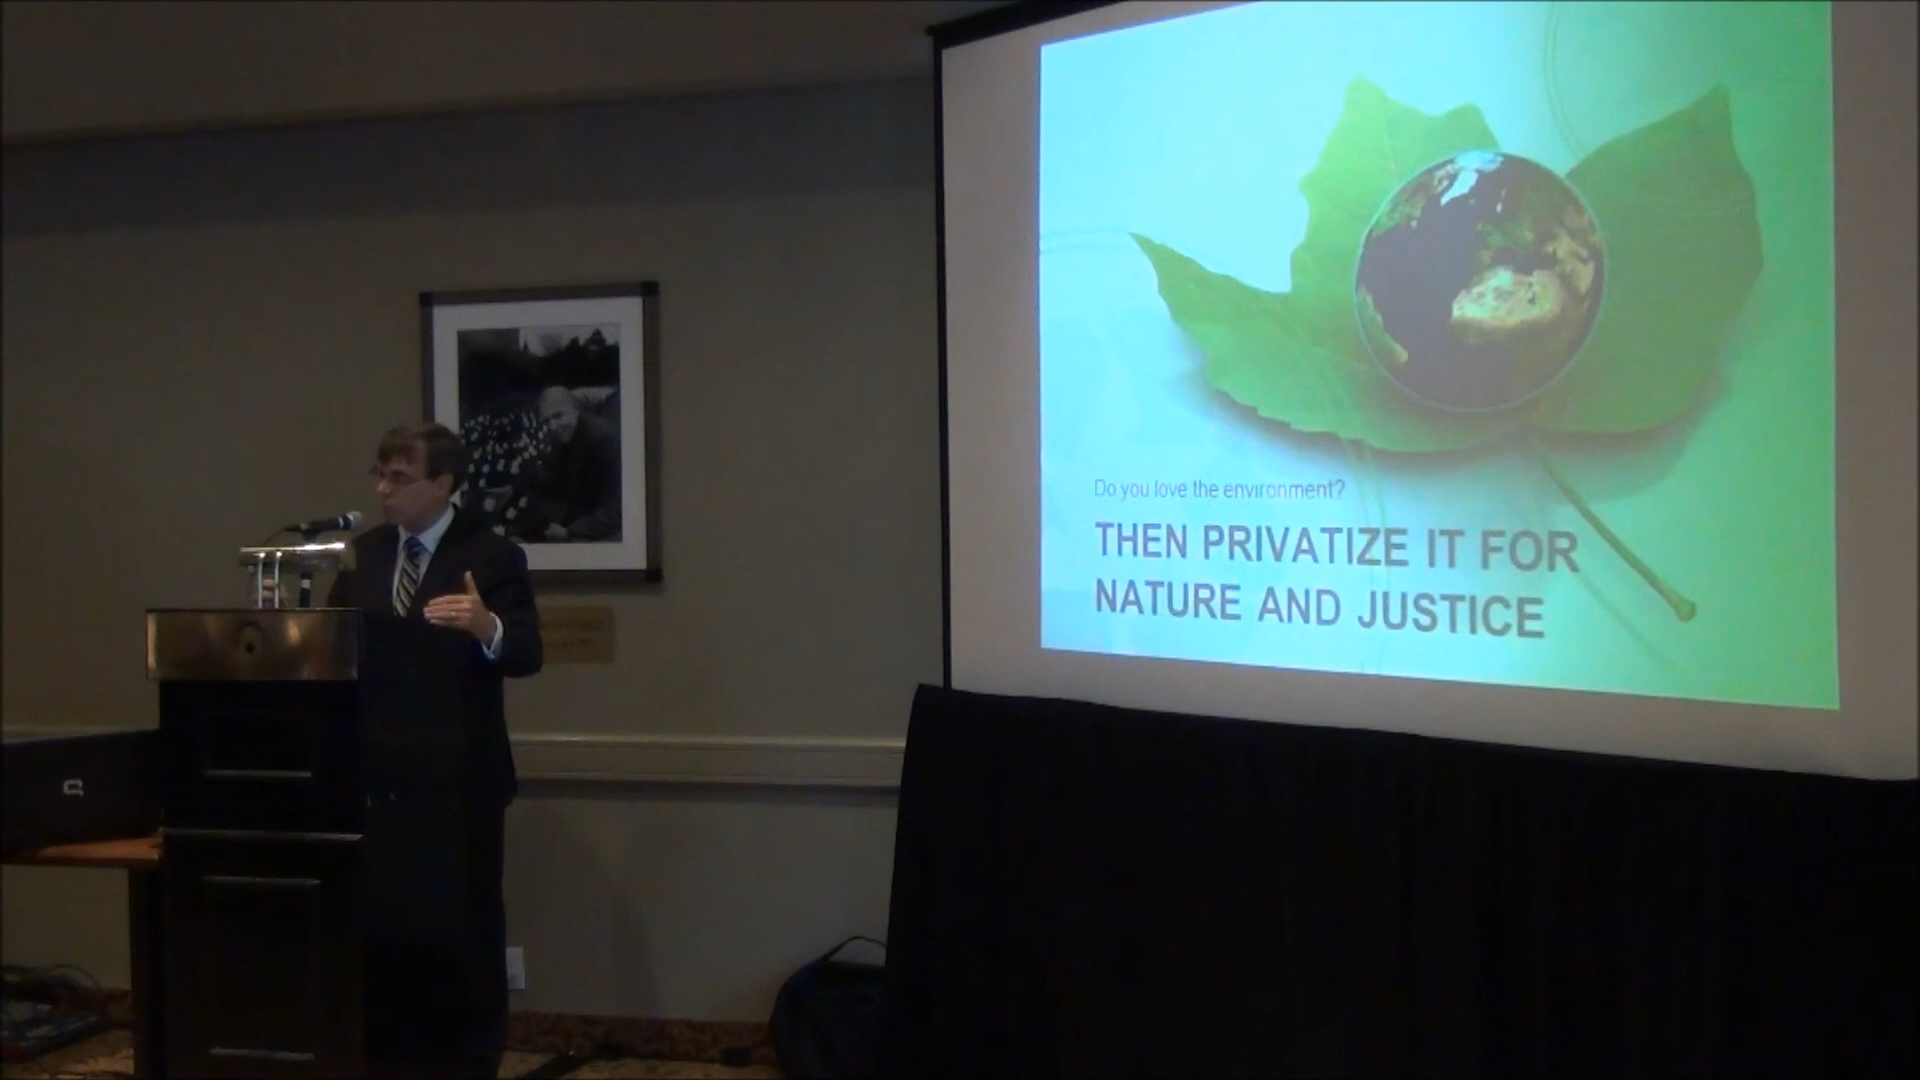 Do you love the environment?
THEN PRIVATIZE IT FOR
NATURE AND JUSTICE